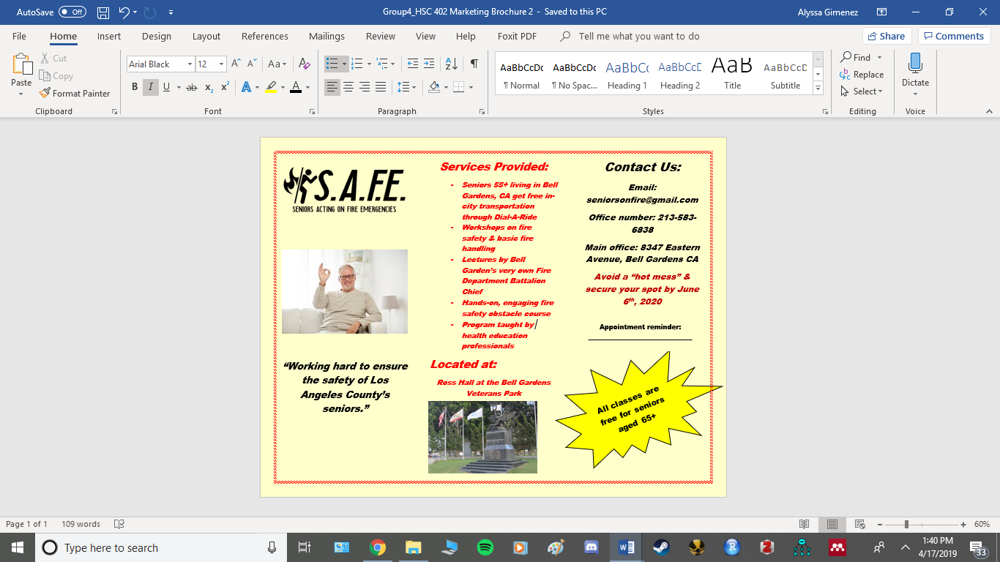 AutoSave Off Group4_HSC 402 Marketing Brochure 2 - Saved to this PC Alyssa Gimenez
File Home Insert Design Layout References Mailings Review View Help Foxit PDF Tell me what you want to do Share Comments
Paste
Cut
Copy
Format Painter
Clipboard
Arial Black 12 A A Aa A
B I U ab x2 x2 A A
Font
Paragraph
AaBbCcDc AaBbCcDc AaBbCc AaBbCcD AaB AaBbCcD
¶ Normal ¶ No Spac... Heading 1 Heading 2 Title Subtitle
Styles
Find
Replace
Select
Editing
Dictate
Voice
S.A.F.E.
SENIORS ACTING ON FIRE EMERGENCIES
“Working hard to ensure
the safety of Los
Angeles County’s
seniors.”
Services Provided:
- Seniors 55+ living in Bell
Gardens, CA get free in-
city transportation
through Dial-A-Ride
- Workshops on fire
safety & basic fire
handling
- Lectures by Bell
Garden’s very own Fire
Department Battalion
Chief
- Hands-on, engaging fire
safety obstacle course
- Program taught by
health education
professionals
Located at:
Ross Hall at the Bell Gardens
Veterans Park
Contact Us:
Email:
seniorsonfire@gmail.com
Office number: 213-583-
6838
Main office: 8347 Eastern
Avenue, Bell Gardens CA
Avoid a “hot mess” &
secure your spot by June
6th, 2020
Appointment reminder:
All classes are
free for seniors
aged 65+
Page 1 of 1 109 words 60%
Type here to search
1:40 PM
4/17/2019
33